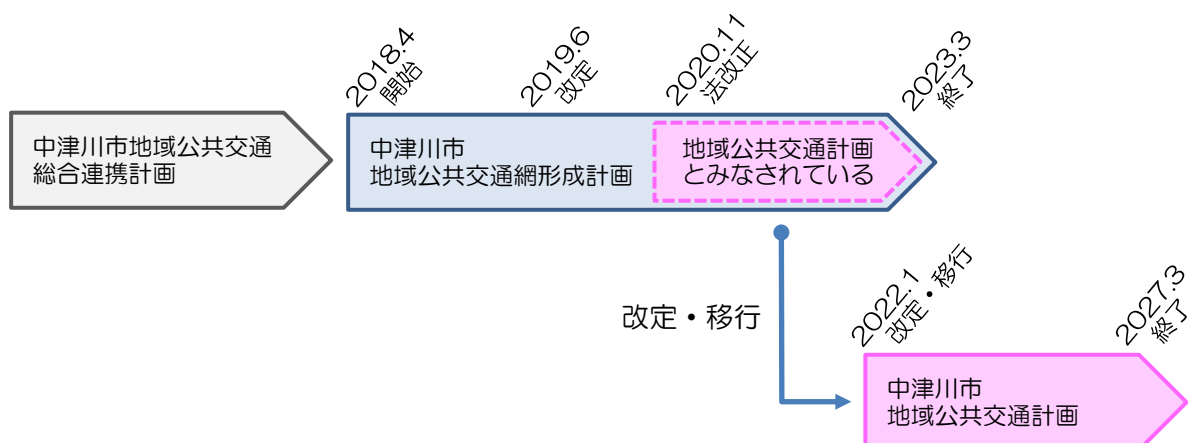 2018.4
開始
2019.6
改定
2020.11
法改正
2023.3
終了
中津川市地域公共交通
総合連携計画
中津川市
地域公共交通網形成計画
地域公共交通計画
とみなされている
改定・移行
2022.1
改定・移行
2027.3
終了
中津川市
地域公共交通計画